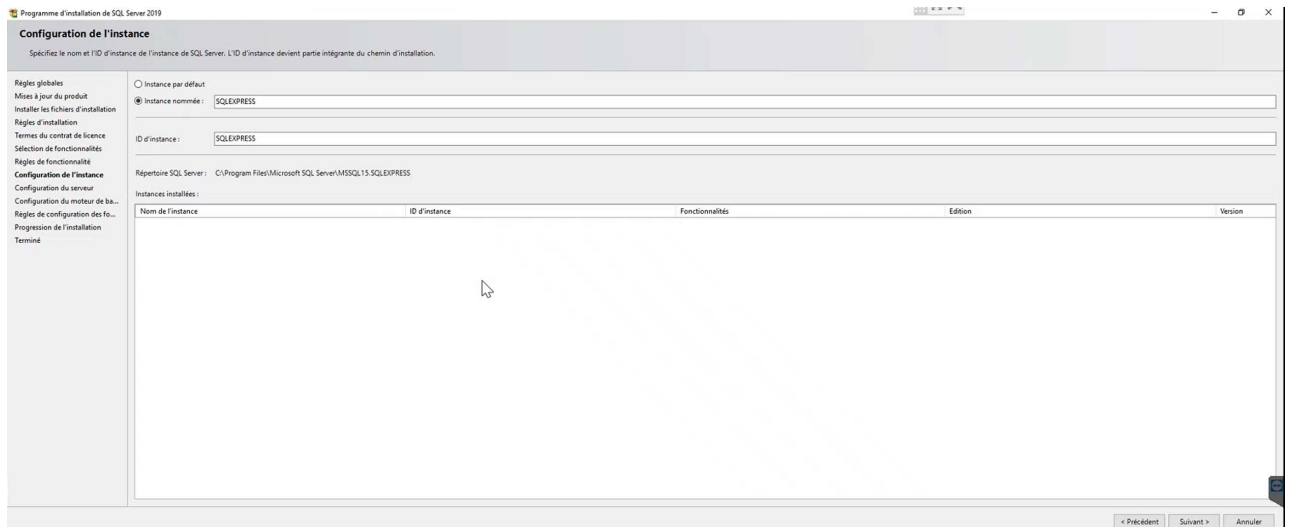 Programme d'installation de SQL Server 2019
Configuration de l'instance
Spécifiez le nom et l'ID d'instance de l'instance de SQL Server. L'ID d'instance devient partie intégrante du chemin d'installation.
Règles globales
Mises à jour du produit
Installer les fichiers d'installation
Règles d'installation
Termes du contrat de licence
Sélection de fonctionnalités
Règles de fonctionnalité
Configuration de l'instance
Configuration du serveur
Configuration du moteur de ba...
Règles de configuration des fo...
Progression de l'installation
Terminé
Instance par défaut
Instance nommée : SQLEXPRESS
ID d'instance : SQLEXPRESS
Répertoire SQL Server : C:\Program Files\Microsoft SQL Server\MSSQL15.SQLEXPRESS
Instances installées :
Nom de l'instance ID d'instance Fonctionnalités Edition Version
< Précédent Suivant > Annuler